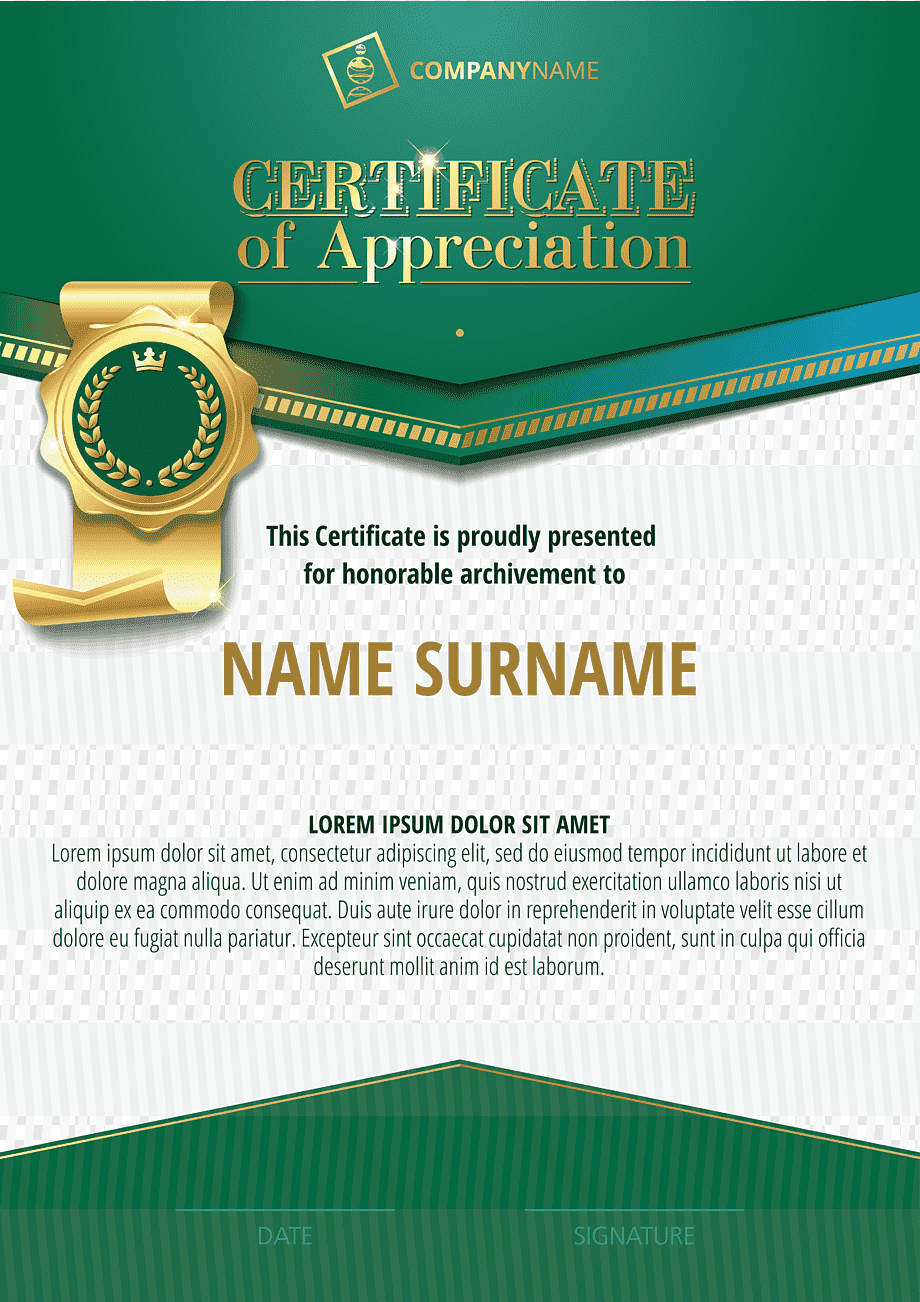 COMPANYNAME
CERTIFICATE
of Appreciation
This Certificate is proudly presented
for honorable archivement to
NAME SURNAME
LOREM IPSUM DOLOR SIT AMET
Lorem ipsum dolor sit amet, consectetur adipiscing elit, sed do eiusmod tempor incididunt ut labore et
dolore magna aliqua. Ut enim ad minim veniam, quis nostrud exercitation ullamco laboris nisi ut
aliquip ex ea commodo consequat. Duis aute irure dolor in reprehenderit in voluptate velit esse cillum
dolore eu fugiat nulla pariatur. Excepteur sint occaecat cupidatat non proident, sunt in culpa qui officia
deserunt mollit anim id est laborum.
DATE SIGNATURE